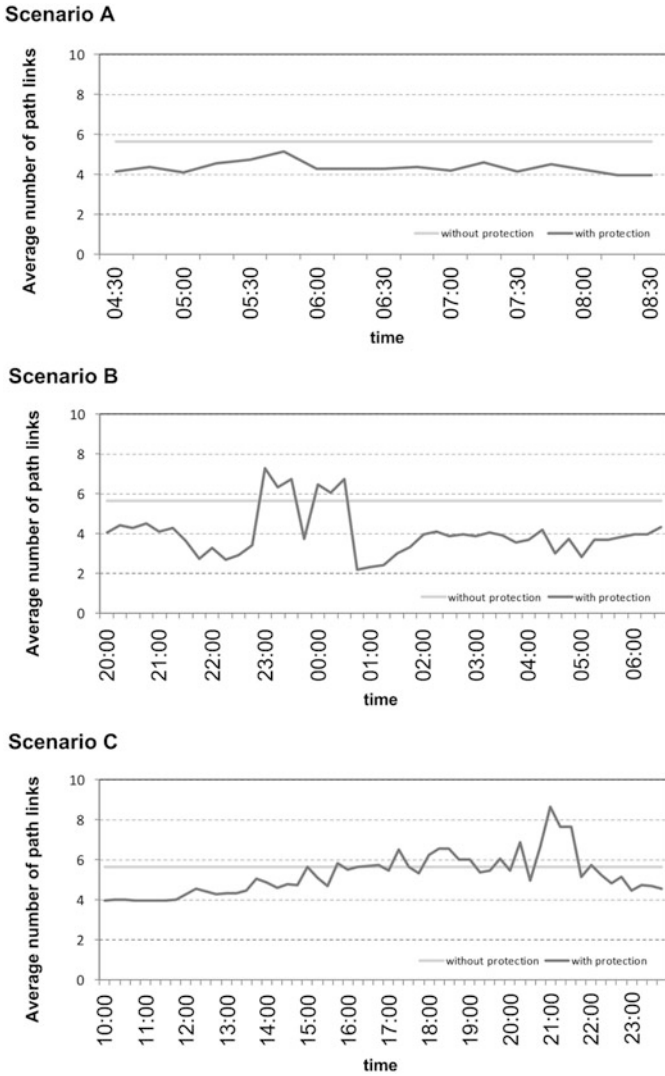 Scenario A
Average number of path links
10
8
6
4
2
0
without protection with protection
04:30 05:00 05:30 06:00 06:30 07:00 07:30 08:00 08:30
time
Scenario B
Average number of path links
10
8
6
4
2
0
without protection with protection
20:00 21:00 22:00 23:00 00:00 01:00 02:00 03:00 04:00 05:00 06:00
time
Scenario C
Average number of path links
10
8
6
4
2
0
without protection with protection
10:00 11:00 12:00 13:00 14:00 15:00 16:00 17:00 18:00 19:00 20:00 21:00 22:00 23:00
time